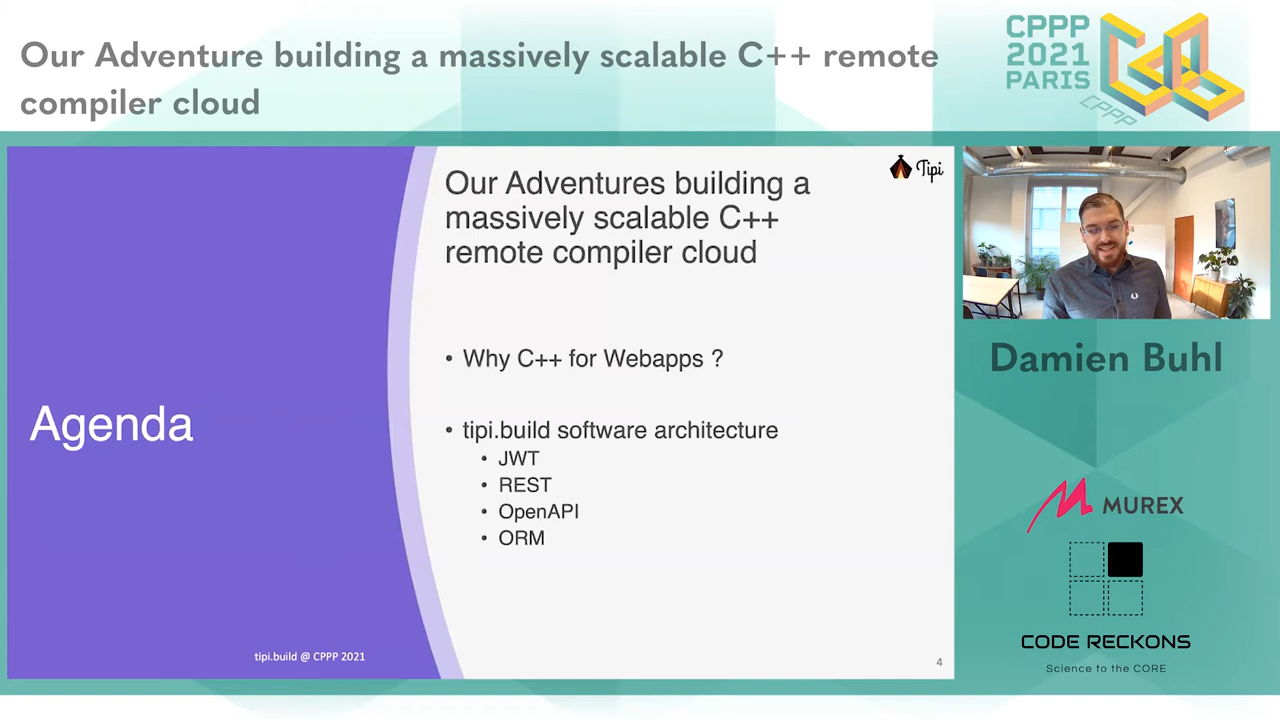 Our Adventure building a massively scalable C++ remote
compiler cloud
CPPP
2021
PARIS
CPPP
Tipi
Our Adventures building a
massively scalable C++
remote compiler cloud
• Why C++ for Webapps ?
• tipi.build software architecture
• JWT
• REST
• OpenAPI
• ORM
Agenda
tipi.build @ CPPP 2021
4
Damien Buhl
MUREX
CODE RECKONS
Science to the CORE